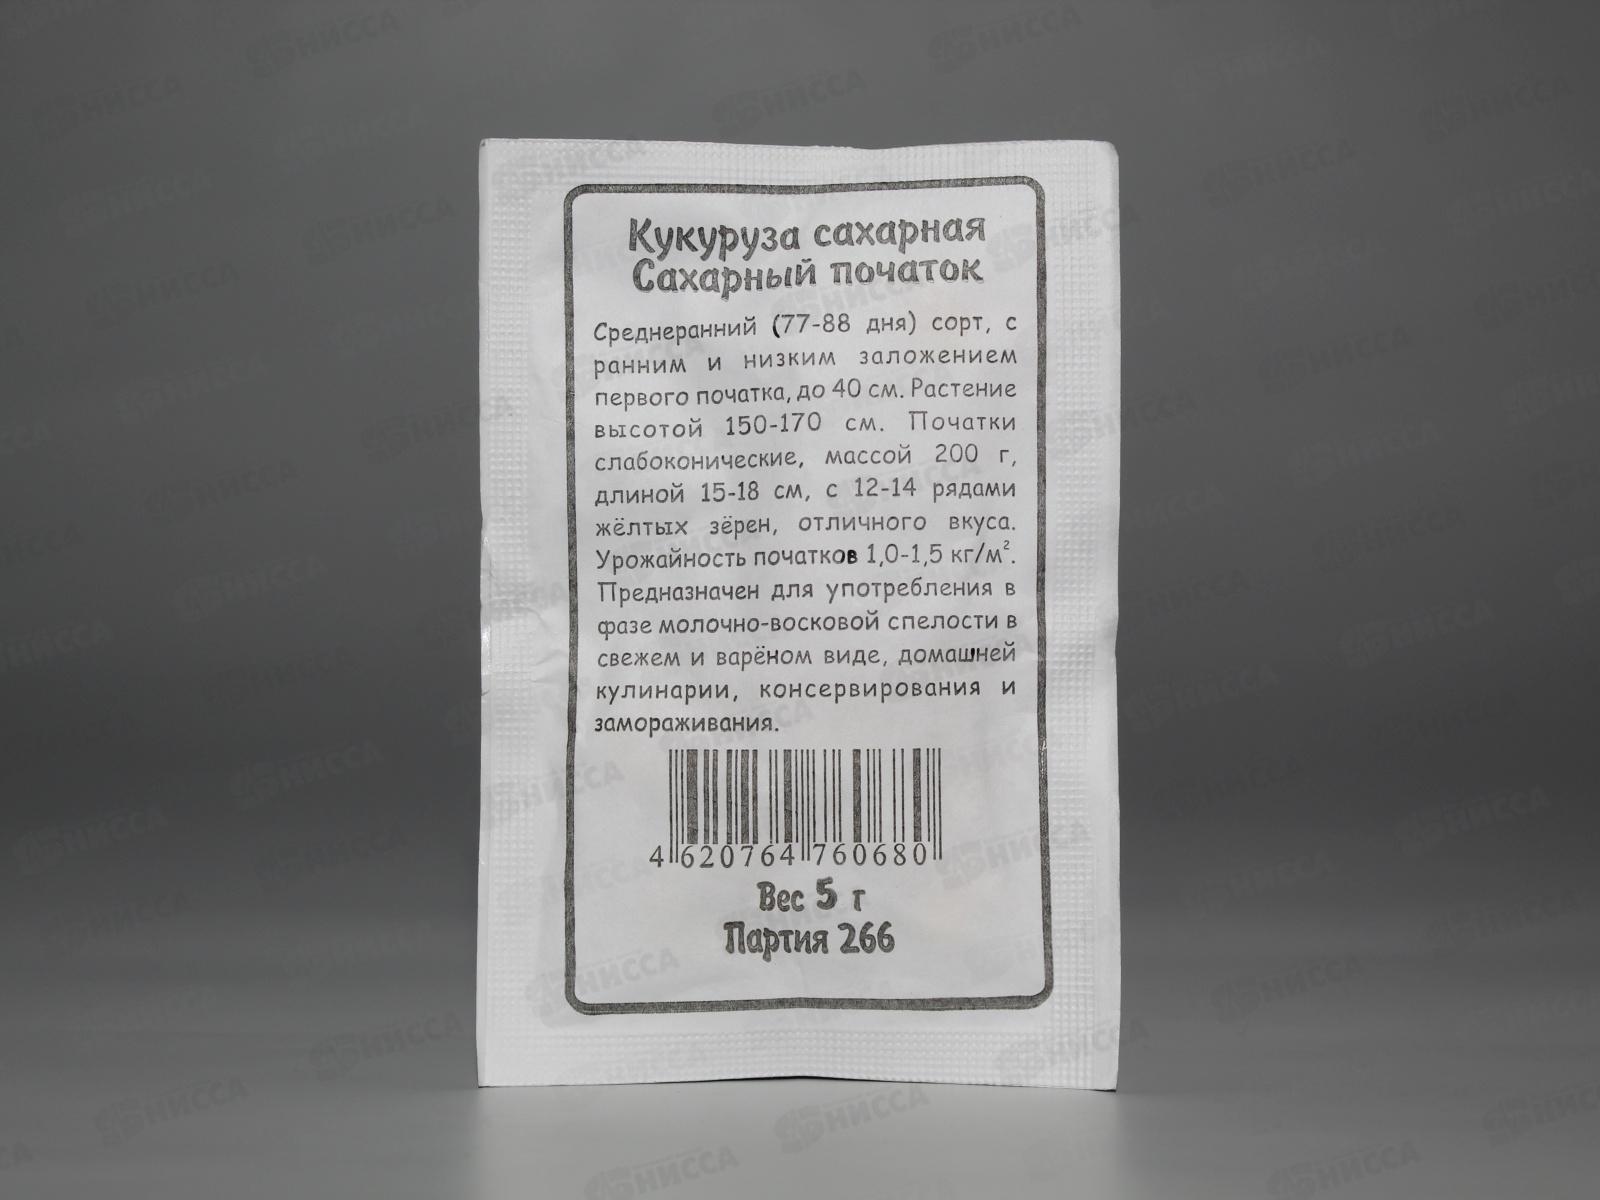 Кукуруза сахарная
Сахарный початок
Среднеранний (77-88 дня) сорт, с
ранним и низким заложением
первого початка, до 40 см. Растение
высотой 150-170 см. Початки
слабоконические, массой 200 г,
длиной 15-18 см, с 12-14 рядами
жёлтых зёрен, отличного вкуса.
Урожайность початков 1,0-1,5 кг/м².
Предназначен для употребления в
фазе молочно-восковой спелости в
свежем и варёном виде, домашней
кулинарии, консервирования и
замораживания.
4 620764 760680
Вес 5 г
Партия 266